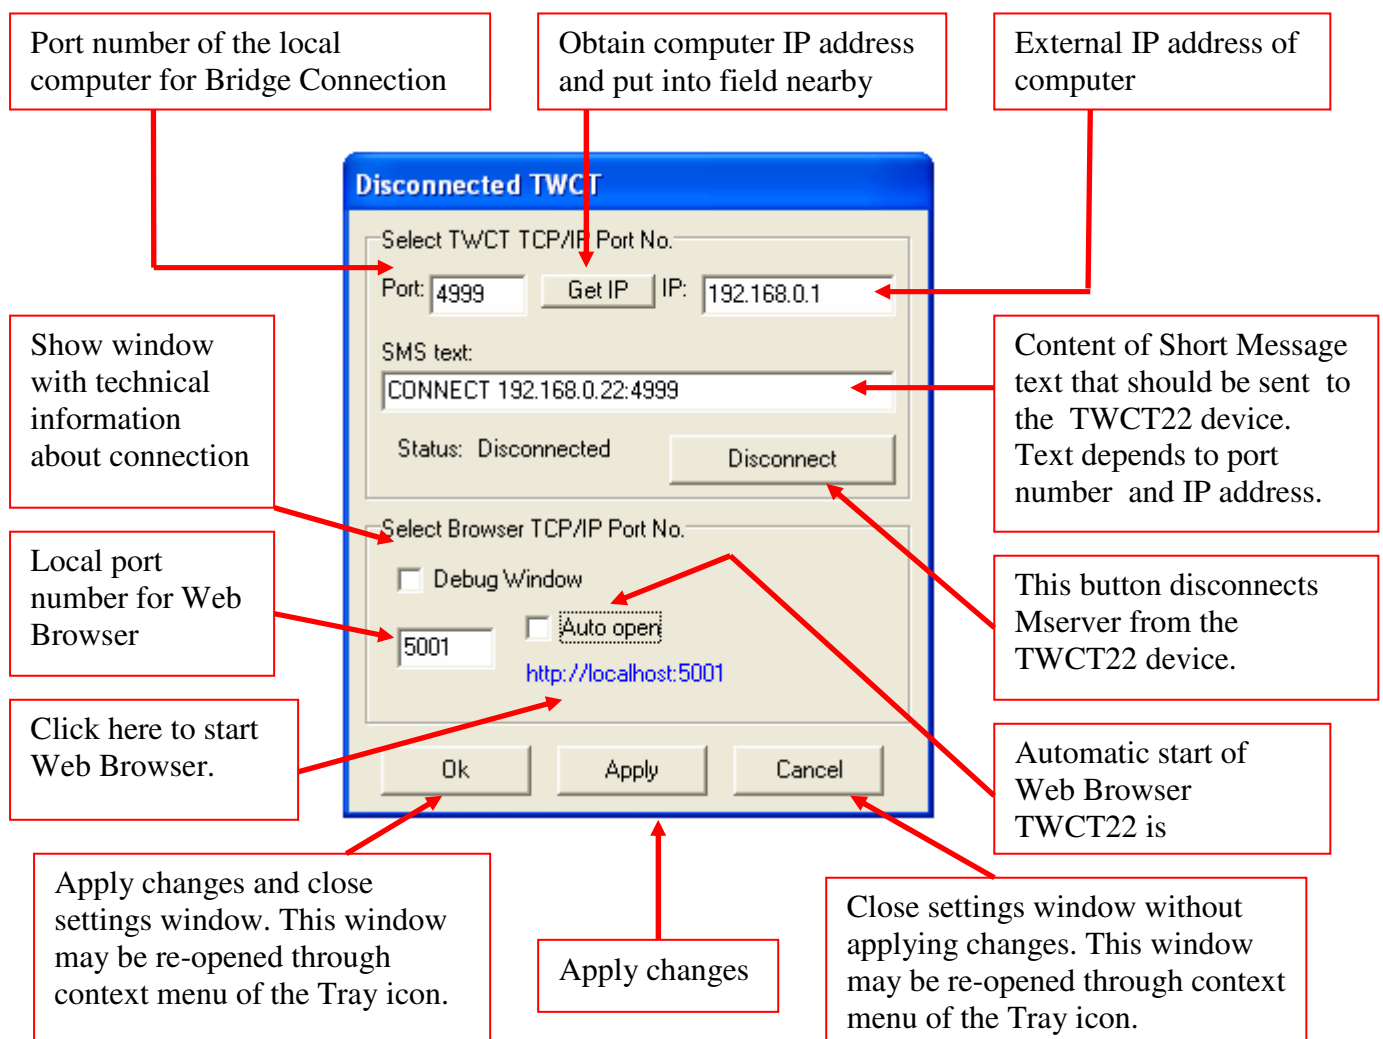 Port number of the local
computer for Bridge Connection
Obtain computer IP address
and put into field nearby
External IP address of
computer
Disconnected TWCT
Select TWCT TCP/IP Port No.
Port: 4999 Get IP IP: 192.168.0.1
SMS text:
CONNECT 192.168.0.22:4999
Status: Disconnected Disconnect
Select Browser TCP/IP Port No.
Debug Window
Auto open
5001
http://localhost:5001
Ok Apply Cancel
Show window
with technical
information
about connection
Local port
number for Web
Browser
Click here to start
Web Browser.
Content of Short Message
text that should be sent to
the TWCT22 device.
Text depends to port
number and IP address.
This button disconnects
Mserver from the
TWCT22 device.
Automatic start of
Web Browser
TWCT22 is
Apply changes and close
settings window. This window
may be re-opened through
context menu of the Tray icon.
Apply changes
Close settings window without
applying changes. This window
may be re-opened through context
menu of the Tray icon.